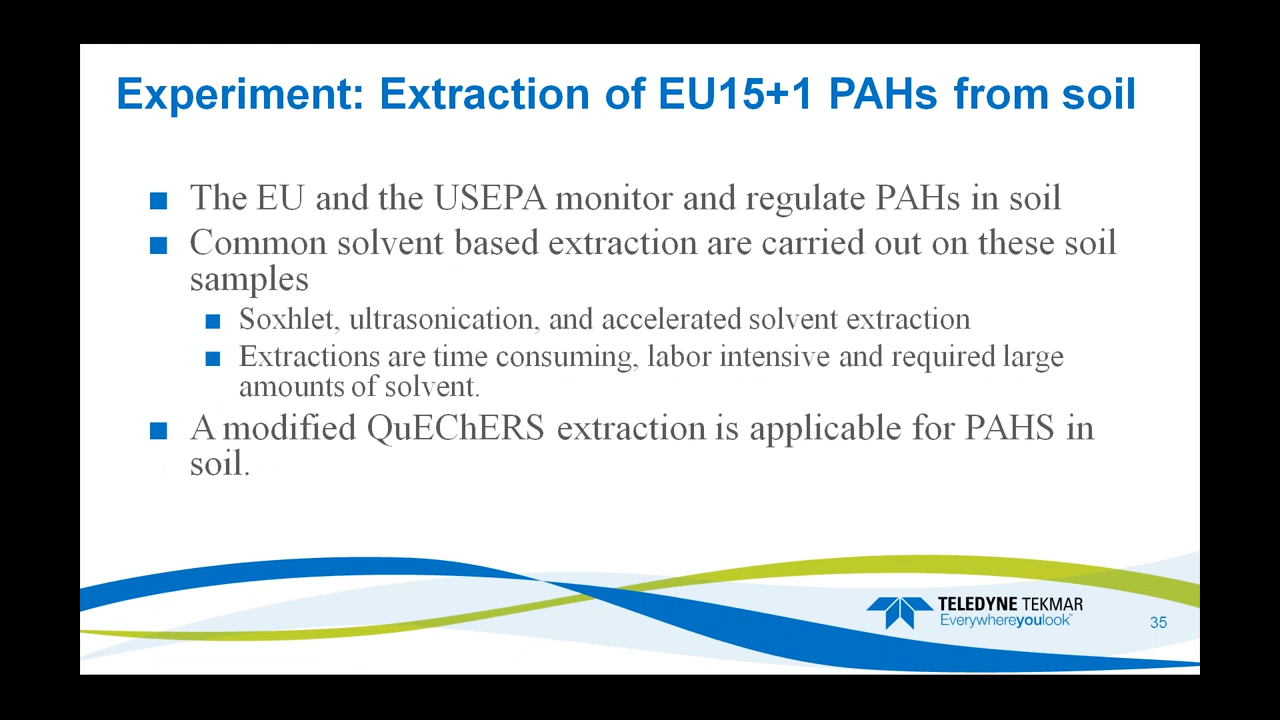 Experiment: Extraction of EU15+1 PAHs from soil
The EU and the USEPA monitor and regulate PAHs in soil
Common solvent based extraction are carried out on these soil
samples
Soxhlet, ultrasonication, and accelerated solvent extraction
Extractions are time consuming, labor intensive and required large
amounts of solvent.
A modified QuEChERS extraction is applicable for PAHS in
soil.
TELEDYNE TEKMAR
Everywhereyoulook™
35